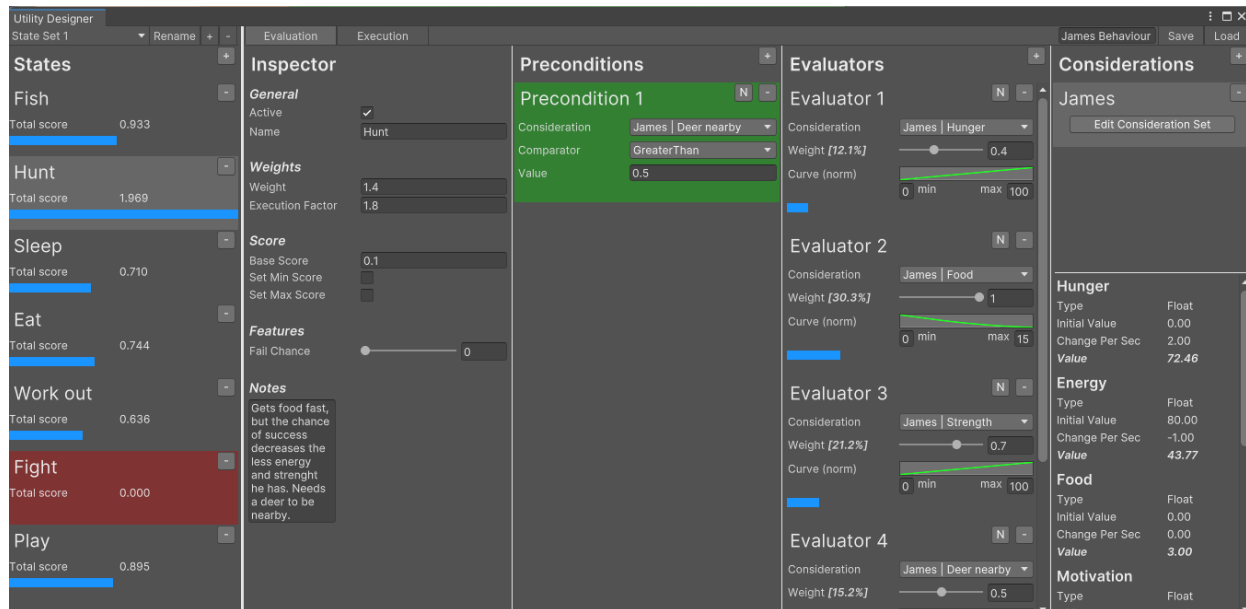 Utility Designer
State Set 1 Rename + -
Evaluation Execution
James Behaviour Save Load
States +
Fish -
Total score 0.933
Hunt -
Total score 1.969
Sleep -
Total score 0.710
Eat -
Total score 0.744
Work out -
Total score 0.636
Fight -
Total score 0.000
Play -
Total score 0.895
Inspector
General
Active
Name Hunt
Weights
Weight 1.4
Execution Factor 1.8
Score
Base Score 0.1
Set Min Score
Set Max Score
Features
Fail Chance 0
Notes
Gets food fast,
but the chance
of success
decreases the
less energy
and strenght
he has. Needs
a deer to be
nearby.
Preconditions +
Precondition 1 N -
Consideration James | Deer nearby
Comparator GreaterThan
Value 0.5
Evaluators +
Evaluator 1 N -
Consideration James | Hunger
Weight [12.1%] 0.4
Curve (norm)
0 min max 100
Evaluator 2 N -
Consideration James | Food
Weight [30.3%] 1
Curve (norm)
0 min max 15
Evaluator 3 N -
Consideration James | Strength
Weight [21.2%] 0.7
Curve (norm)
0 min max 100
Evaluator 4 N -
Consideration James | Deer nearby
Weight [15.2%] 0.5
Considerations +
James -
Edit Consideration Set
Hunger
Type Float
Initial Value 0.00
Change Per Sec 2.00
Value 72.46
Energy
Type Float
Initial Value 80.00
Change Per Sec -1.00
Value 43.77
Food
Type Float
Initial Value 0.00
Change Per Sec 0.00
Value 3.00
Motivation
Type Float